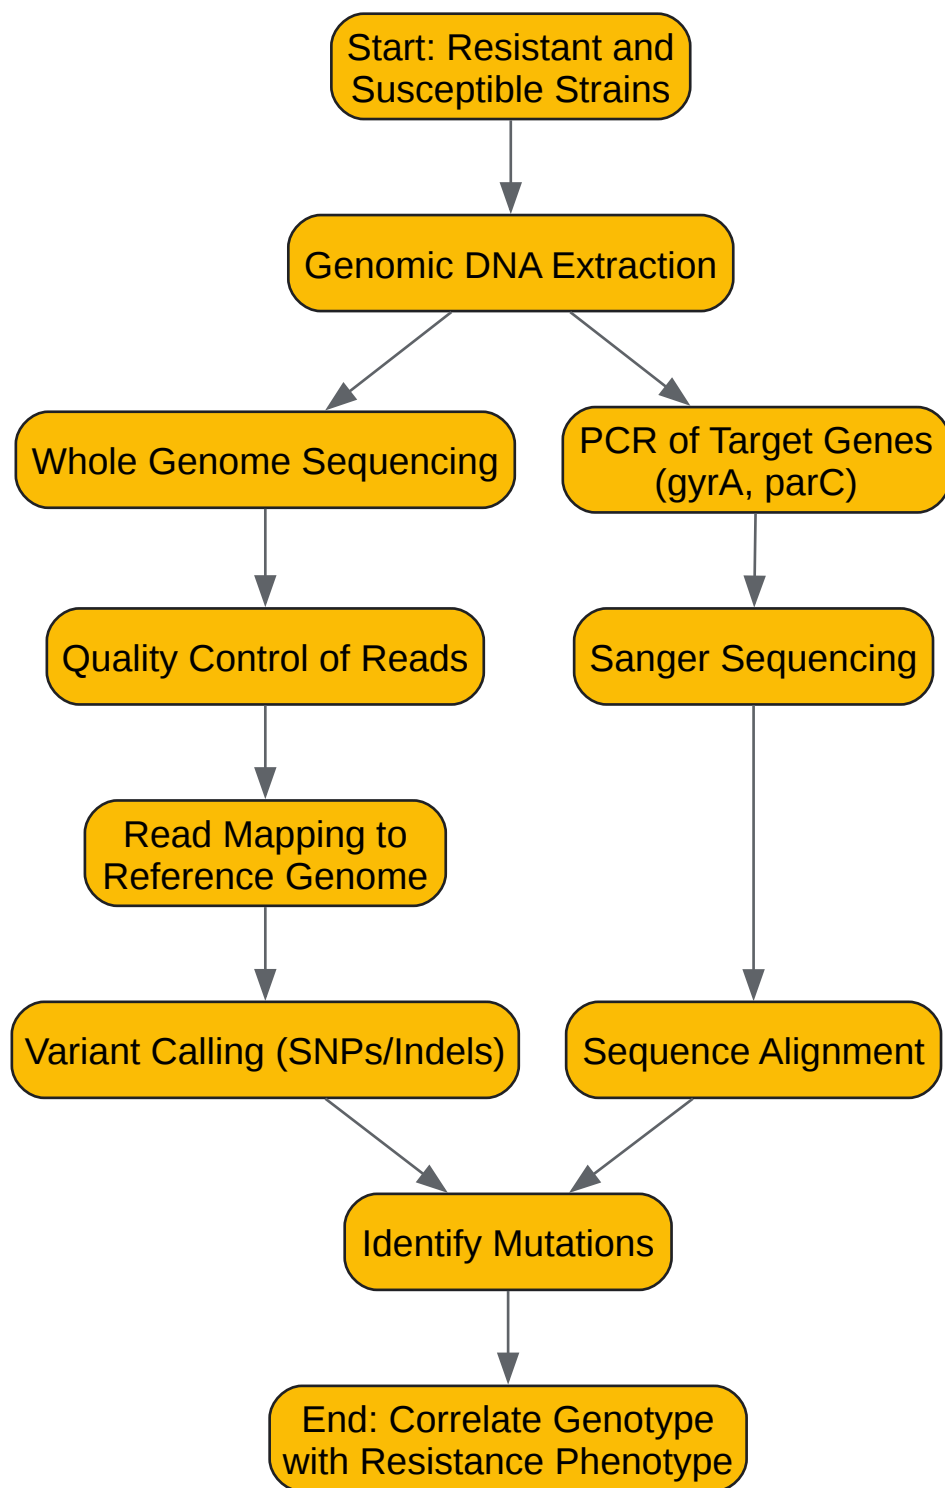 Start: Resistant and
Susceptible Strains
Genomic DNA Extraction
Whole Genome Sequencing
PCR of Target Genes
(gyrA, parC)
Quality Control of Reads
Sanger Sequencing
Read Mapping to
Reference Genome
Variant Calling (SNPs/Indels)
Sequence Alignment
Identify Mutations
End: Correlate Genotype
with Resistance Phenotype